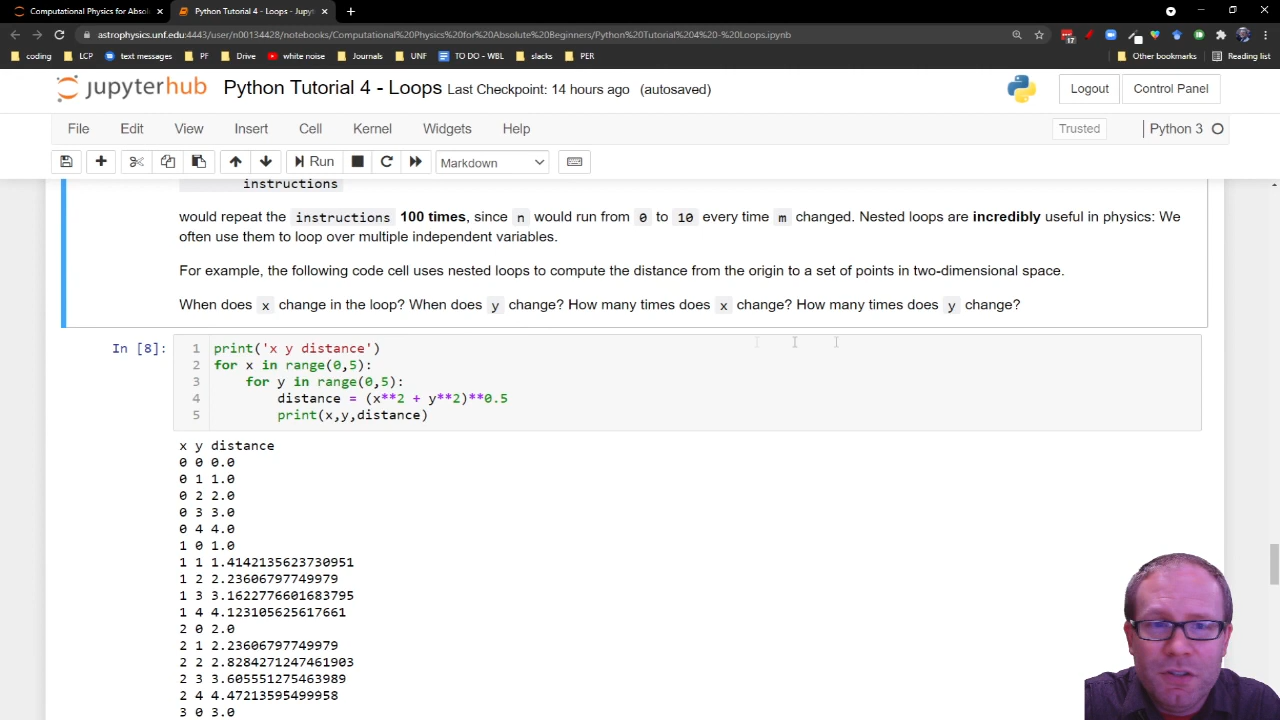 Computational Physics for Absol
Python Tutorial 4 - Loops - Jupyt
astrophysics.unf.edu:4443/user/n00134428/notebooks/Computational%20Physics%20for%20Absolute%20Beginners/Python%20Tutorial%204%20-%20Loops.ipynb
17
coding LCP text messages PF Drive white noise Journals UNF TO DO - WBL slacks PER Other bookmarks Reading list
jupyterhub Python Tutorial 4 - Loops Last Checkpoint: 14 hours ago (autosaved) Logout Control Panel
File Edit View Insert Cell Kernel Widgets Help Trusted Python 3
Run Markdown
instructions
would repeat the instructions 100 times, since n would run from 0 to 10 every time m changed. Nested loops are incredibly useful in physics: We
often use them to loop over multiple independent variables.
For example, the following code cell uses nested loops to compute the distance from the origin to a set of points in two-dimensional space.
When does x change in the loop? When does y change? How many times does x change? How many times does y change?
In [8]: 1 print('x y distance')
2 for x in range(0,5):
3 for y in range(0,5):
4 distance = (x**2 + y**2)**0.5
5 print(x,y,distance)
x y distance
0 0 0.0
0 1 1.0
0 2 2.0
0 3 3.0
0 4 4.0
1 0 1.0
1 1 1.4142135623730951
1 2 2.23606797749979
1 3 3.1622776601683795
1 4 4.123105625617661
2 0 2.0
2 1 2.23606797749979
2 2 2.8284271247461903
2 3 3.605551275463989
2 4 4.47213595499958
3 0 3.0